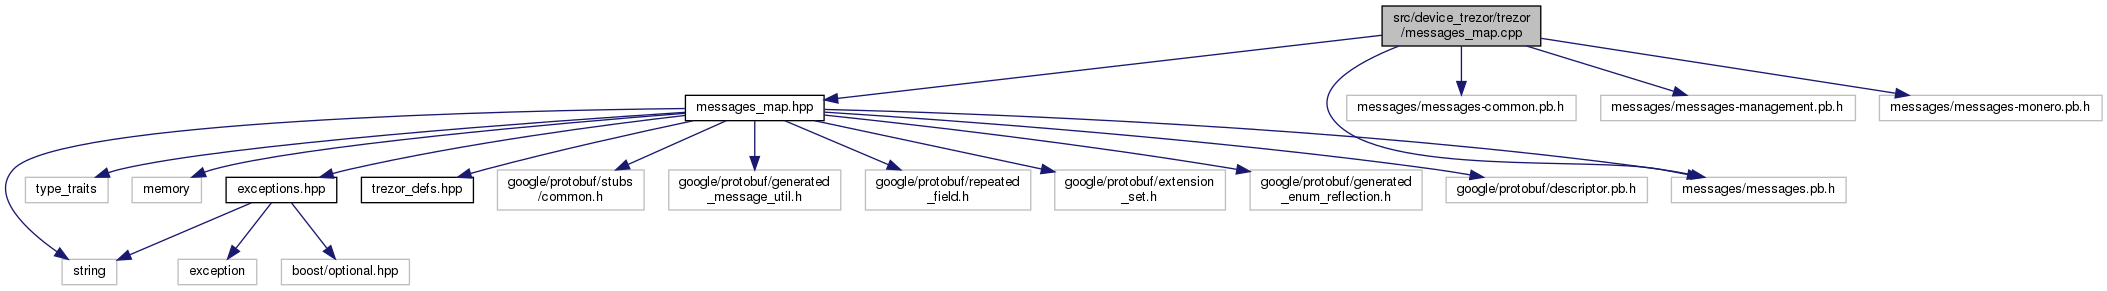 src/device_trezor/trezor
/messages_map.cpp
messages_map.hpp
messages/messages-common.pb.h
messages/messages-management.pb.h
messages/messages-monero.pb.h
type_traits
memory
exceptions.hpp
trezor_defs.hpp
google/protobuf/stubs
/common.h
google/protobuf/generated
_message_util.h
google/protobuf/repeated
_field.h
google/protobuf/extension
_set.h
google/protobuf/generated
_enum_reflection.h
google/protobuf/descriptor.pb.h
messages/messages.pb.h
string
exception
boost/optional.hpp